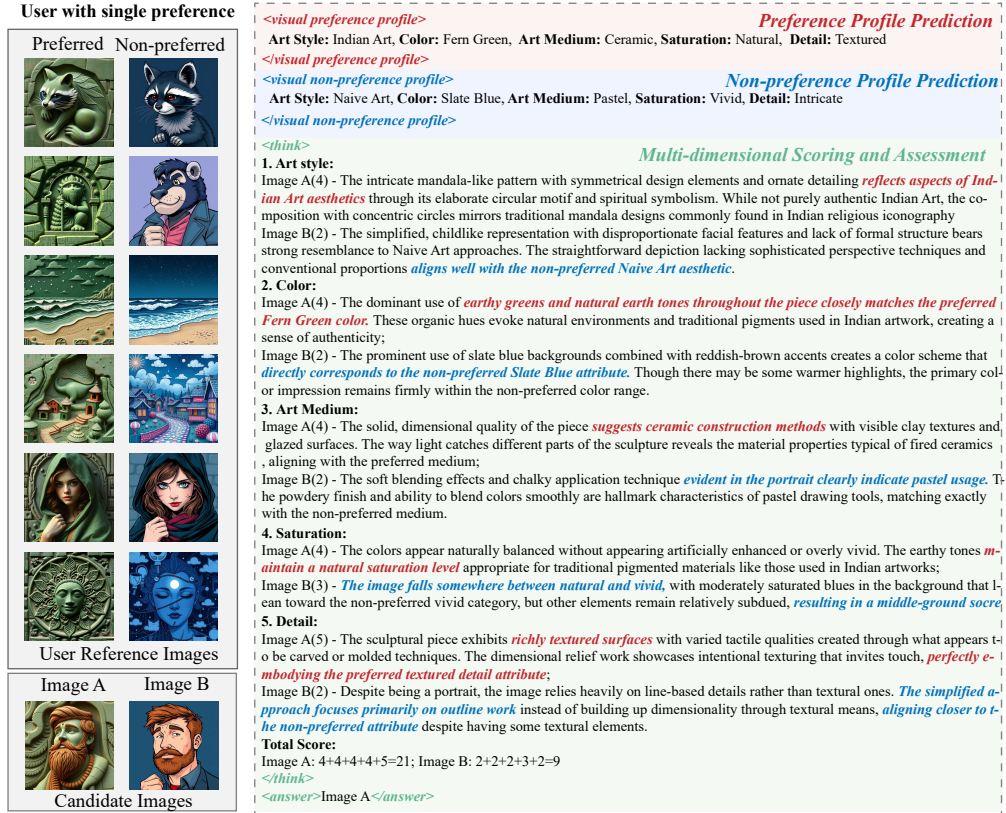 User with single preference
Preferred Non-preferred
User Reference Images
Image A Image B
Candidate Images
<visual preference profile>
Preference Profile Prediction
Art Style: Indian Art, Color: Fern Green, Art Medium: Ceramic, Saturation: Natural, Detail: Textured
</visual preference profile>
<visual non-preference profile>
Non-preference Profile Prediction
Art Style: Naive Art, Color: Slate Blue, Art Medium: Pastel, Saturation: Vivid, Detail: Intricate
</visual non-preference profile>
<think>
Multi-dimensional Scoring and Assessment
1. Art style:
Image A(4) - The intricate mandala-like pattern with symmetrical design elements and ornate detailing reflects aspects of Ind-
ian Art aesthetics through its elaborate circular motif and spiritual symbolism. While not purely authentic Indian Art, the co-
mposition with concentric circles mirrors traditional mandala designs commonly found in Indian religious iconography
Image B(2) - The simplified, childlike representation with disproportionate facial features and lack of formal structure bears
strong resemblance to Naive Art approaches. The straightforward depiction lacking sophisticated perspective techniques and
conventional proportions aligns well with the non-preferred Naive Art aesthetic.
2. Color:
Image A(4) - The dominant use of earthy greens and natural earth tones throughout the piece closely matches the preferred
Fern Green color. These organic hues evoke natural environments and traditional pigments used in Indian artwork, creating a
sense of authenticity;
Image B(2) - The prominent use of slate blue backgrounds combined with reddish-brown accents creates a color scheme that
directly corresponds to the non-preferred Slate Blue attribute. Though there may be some warmer highlights, the primary col-
or impression remains firmly within the non-preferred color range.
3. Art Medium:
Image A(4) - The solid, dimensional quality of the piece suggests ceramic construction methods with visible clay textures and
glazed surfaces. The way light catches different parts of the sculpture reveals the material properties typical of fired ceramics
, aligning with the preferred medium;
Image B(2) - The soft blending effects and chalky application technique evident in the portrait clearly indicate pastel usage. T-
he powdery finish and ability to blend colors smoothly are hallmark characteristics of pastel drawing tools, matching exactly
with the non-preferred medium.
4. Saturation:
Image A(4) - The colors appear naturally balanced without appearing artificially enhanced or overly vivid. The earthy tones m-
aintain a natural saturation level appropriate for traditional pigmented materials like those used in Indian artworks;
Image B(3) - The image falls somewhere between natural and vivid, with moderately saturated blues in the background that l-
ean toward the non-preferred vivid category, but other elements remain relatively subdued, resulting in a middle-ground socre
5. Detail:
Image A(5) - The sculptural piece exhibits richly textured surfaces with varied tactile qualities created through what appears t-
o be carved or molded techniques. The dimensional relief work showcases intentional texturing that invites touch, perfectly e-
mbodying the preferred textured detail attribute;
Image B(2) - Despite being a portrait, the image relies heavily on line-based details rather than textural ones. The simplified a-
pproach focuses primarily on outline work instead of building up dimensionality through textural means, aligning closer to t-
he non-preferred attribute despite having some textural elements.
Total Score:
Image A: 4+4+4+4+5=21; Image B: 2+2+2+3+2=9
</think>
<answer>Image A</answer>